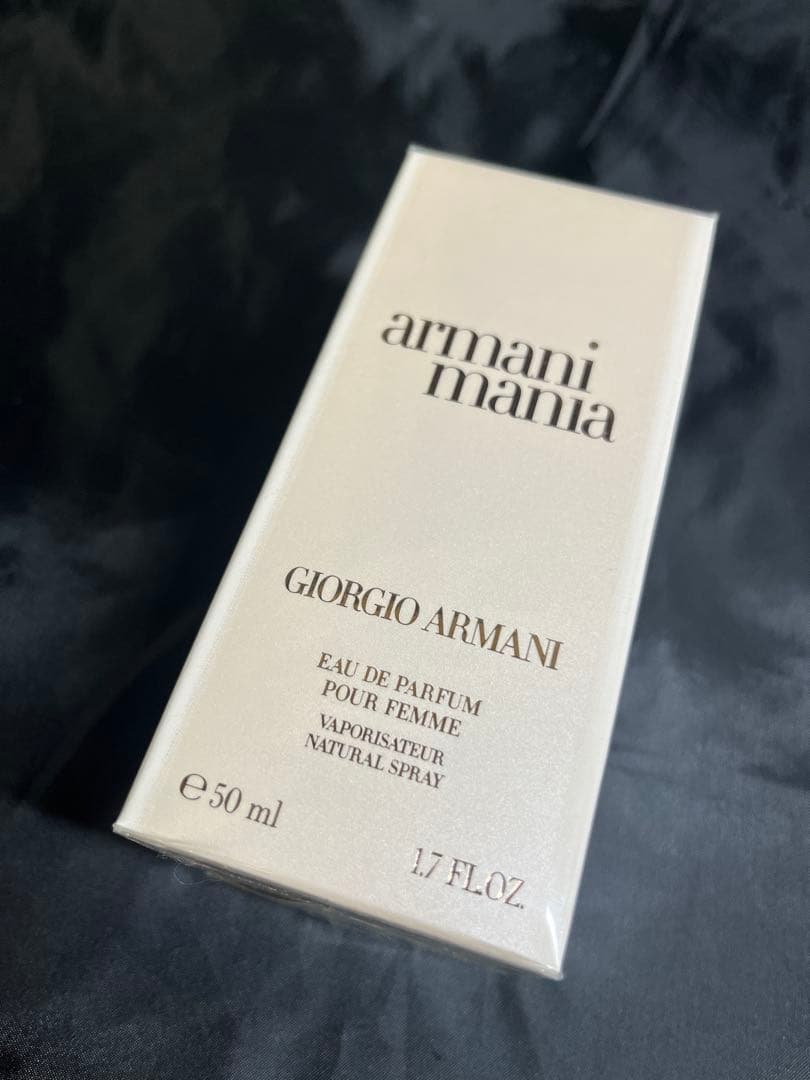 armani
mania
GIORGIO ARMANI
EAU DE PARFUM
POUR FEMME
VAPORISATEUR
NATURAL SPRAY
℮50 ml
1.7 FL.OZ.